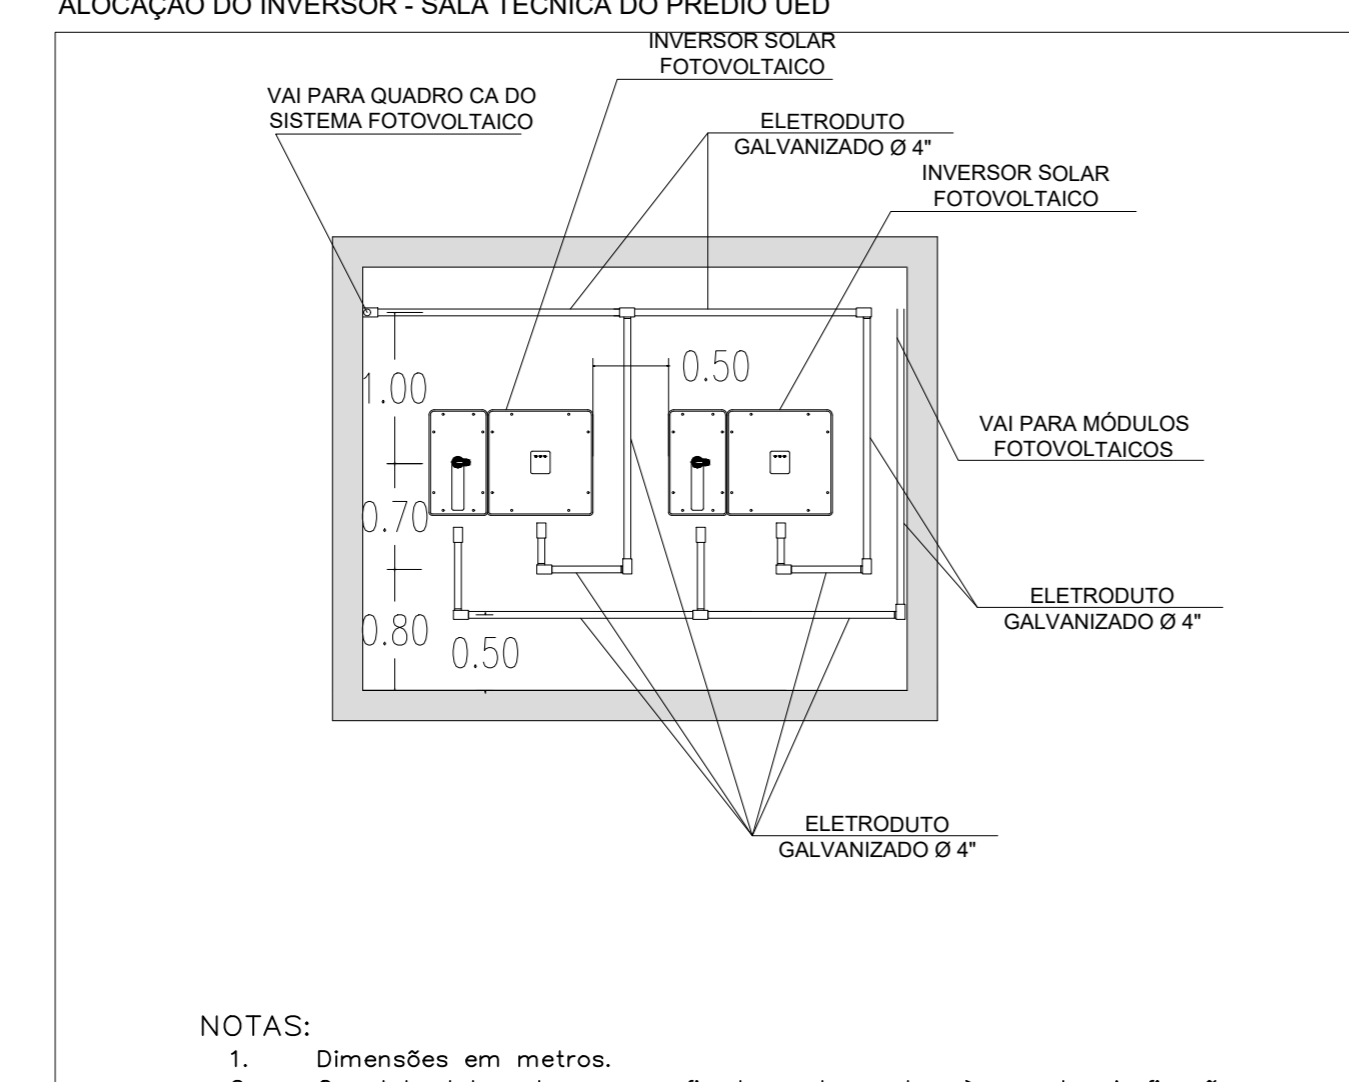 ALOCAÇÃO DO INVERSOR - SALA TÉCNICA DO PRÉDIO UED
INVERSOR SOLAR
FOTOVOLTAICO
VAI PARA QUADRO CA DO
SISTEMA FOTOVOLTAICO
ELETRODUTO
GALVANIZADO Ø 4"
INVERSOR SOLAR
FOTOVOLTAICO
1.00
0.50
VAI PARA MÓDULOS
FOTOVOLTAICOS
0.70
0.80
0.50
ELETRODUTO
GALVANIZADO Ø 4"
ELETRODUTO
GALVANIZADO Ø 4"
NOTAS:
1. Dimensões em metros.